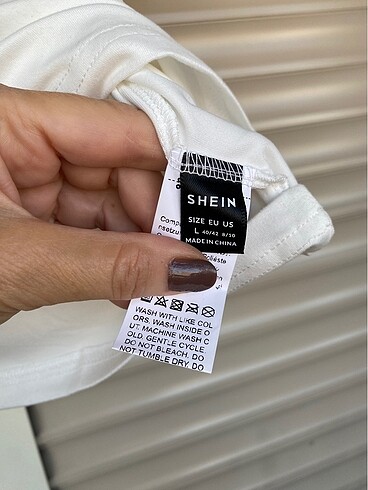 SHEIN
SIZE EU US
L 40/42 8/10
MADE IN CHINA
WASH WITH LIKE COL
ORS. WASH INSIDE O
UT. MACHINE WASH C
OLD. GENTLE CYCLE.
DO NOT BLEACH. DO
NOT TUMBLE DRY. DO